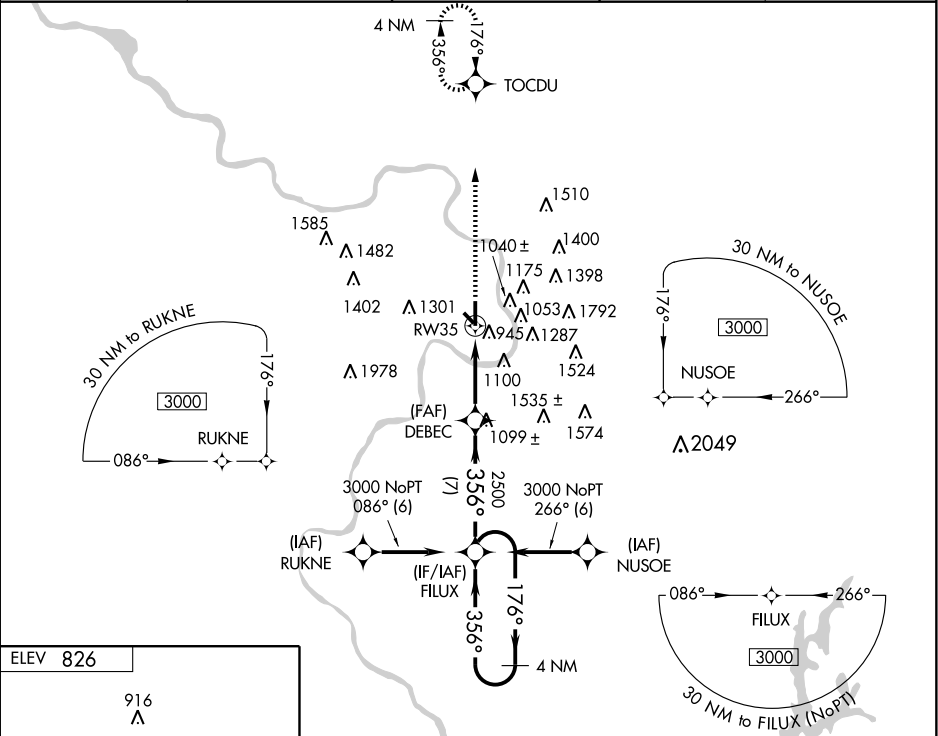 4 NM
356°
176°
TOCDU
1510
1585
1482
1040 ±
1400
1175
1398
30 NM to NUSOE
1402
1301
1053
1792
30 NM to RUKNE
RW35
945
1287
176°
3000
176°
1978
1100
1524
NUSOE
3000
(FAF)
DEBEC
1535 ±
266°
RUKNE
1099 ±
1574
2049
086°
356°
2500
(7)
3000 NoPT
086° (6)
3000 NoPT
266° (6)
(IAF)
RUKNE
(IF/IAF)
FILUX
(IAF)
NUSOE
356°
176°
086°
266°
FILUX
4 NM
3000
30 NM to FILUX (NoPT)
ELEV 826
916